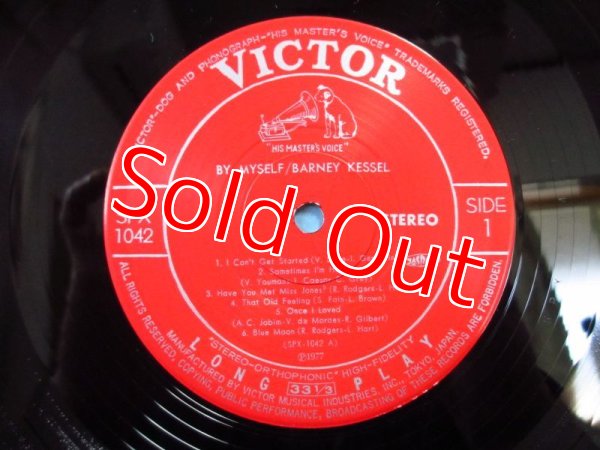 "VICTOR"-DOG AND PHONOGRAPH-"HIS MASTER'S VOICE" TRADEMARKS REGISTERED.
VICTOR
"HIS MASTER'S VOICE"
BY MYSELF/BARNEY KESSEL
Sold Out
SPX
1042
STEREO
SIDE
1
1. I Can't Get Started (V.
2. Sometimes I'm
(V. Youmans-I. Caesar-C. Grey)
3. Have You Met Miss Jones? (R. Rodgers-L.
4. That Old Feeling (S. Fain-L. Brown)
5. Once I Loved
(A. C. Jobim-V. de Moraes-R. Gilbert)
6. Blue Moon (R. Rodgers-L. Hart)
(SPX-1042 A)
Ⓟ1977
"STEREO-ORTHOPHONIC" HIGH-FIDELITY
LONG 33 1/3 PLAY
MANUFACTURED BY VICTOR MUSICAL INDUSTRIES, INC., TOKYO, JAPAN.
ALL RIGHTS RESERVED, COPYING, PUBLIC PERFORMANCE, BROADCASTING OF THESE RECORDS ARE FORBIDDEN.